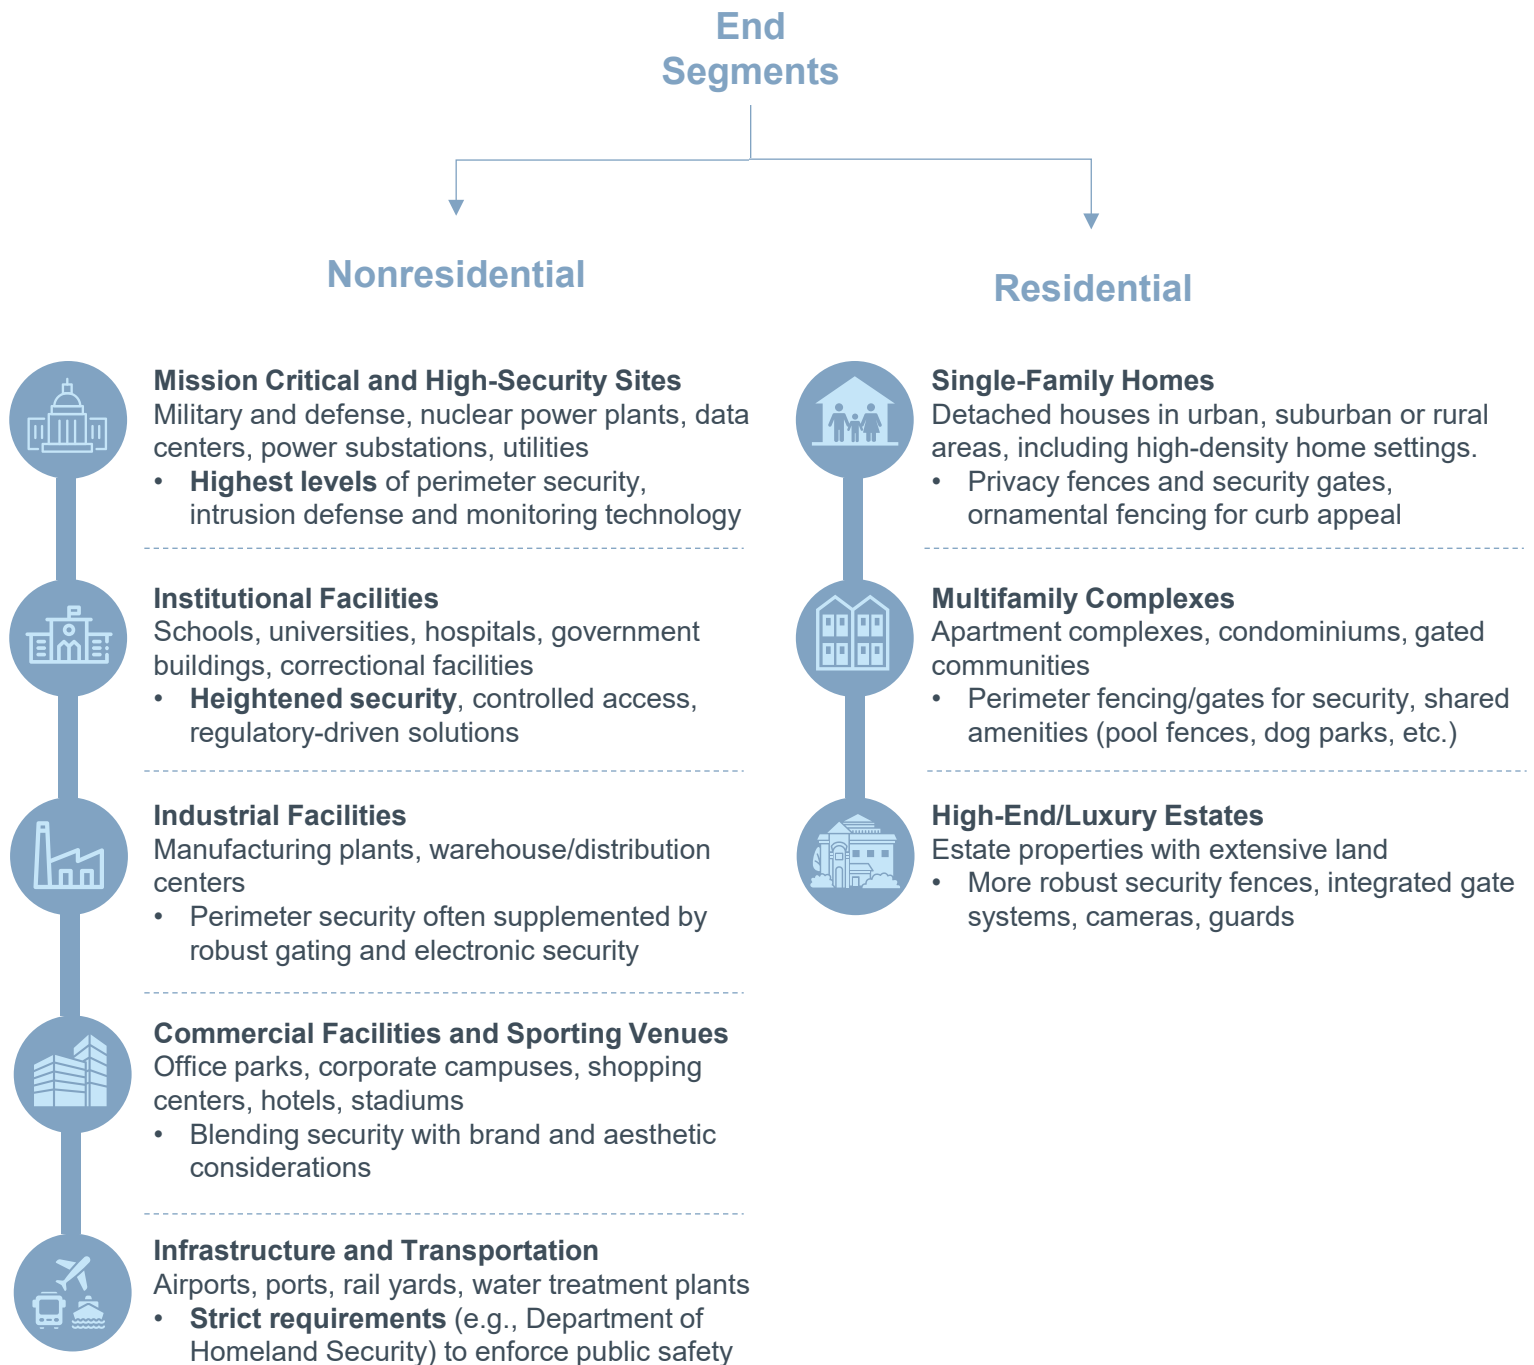 End
Segments
Nonresidential
Residential
Mission Critical and High-Security Sites
Military and defense, nuclear power plants, data
centers, power substations, utilities
• Highest levels of perimeter security,
intrusion defense and monitoring technology
Institutional Facilities
Schools, universities, hospitals, government
buildings, correctional facilities
• Heightened security, controlled access,
regulatory-driven solutions
Industrial Facilities
Manufacturing plants, warehouse/distribution
centers
• Perimeter security often supplemented by
robust gating and electronic security
Commercial Facilities and Sporting Venues
Office parks, corporate campuses, shopping
centers, hotels, stadiums
• Blending security with brand and aesthetic
considerations
Infrastructure and Transportation
Airports, ports, rail yards, water treatment plants
• Strict requirements (e.g., Department of
Homeland Security) to enforce public safety
Single-Family Homes
Detached houses in urban, suburban or rural
areas, including high-density home settings.
• Privacy fences and security gates,
ornamental fencing for curb appeal
Multifamily Complexes
Apartment complexes, condominiums, gated
communities
• Perimeter fencing/gates for security, shared
amenities (pool fences, dog parks, etc.)
High-End/Luxury Estates
Estate properties with extensive land
• More robust security fences, integrated gate
systems, cameras, guards